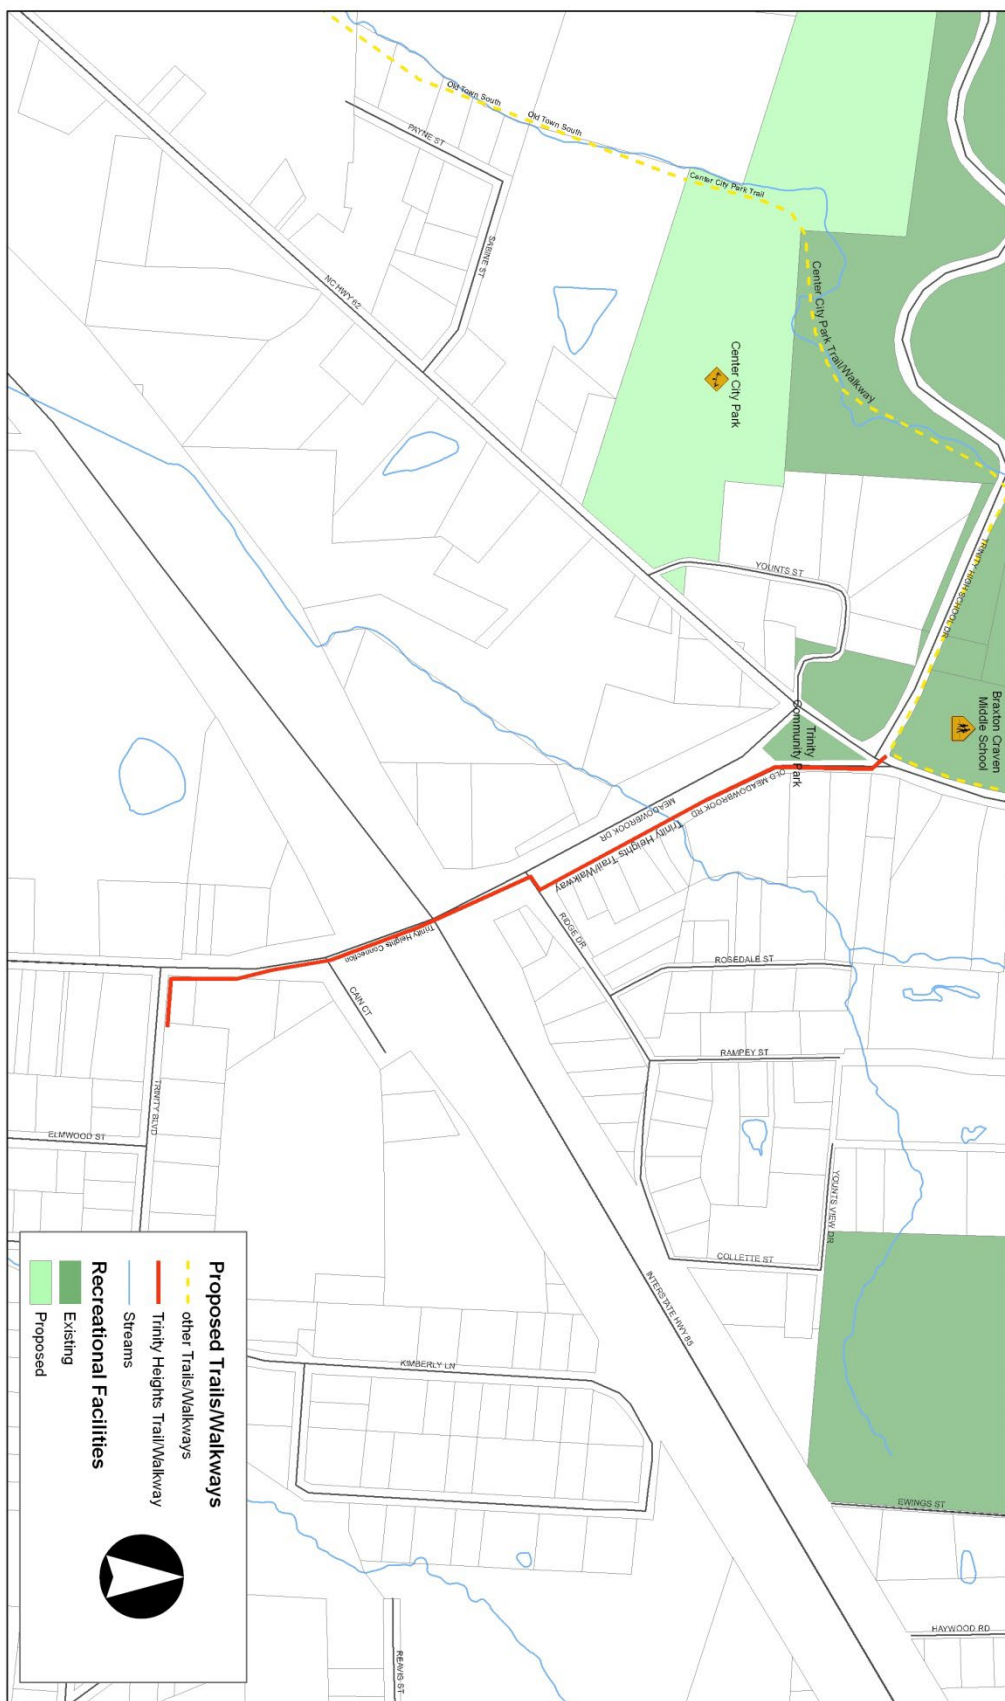 Old Town South
Old Town South
PAYNE ST
Center City Park Trail
SABINE ST
NC HWY 62
Center City Park Trail/Walkway
Center City Park
YOUNTS ST
TRINITY HIGH SCHOOL DR
Braxton Craven
Middle School
Trinity
Community Park
OLD MEADOWBROOK RD
MEADOWBROOK DR
Trinity Heights Trail/Walkway
RIDGE DR
Trinity Heights Connection
ROSEDALE ST
CAIN CT
RAMPEY ST
TRINITY BLVD
ELMWOOD ST
YOUNTS VIEW DR
COLLETTE ST
INTERSTATE HWY 85
KIMBERLY LN
EWINGS ST
HAYWOOD RD
REAVIS ST
Proposed Trails/Walkways
other Trails/Walkways
Trinity Heights Trail/Walkway
Streams
Recreational Facilities
Existing
Proposed